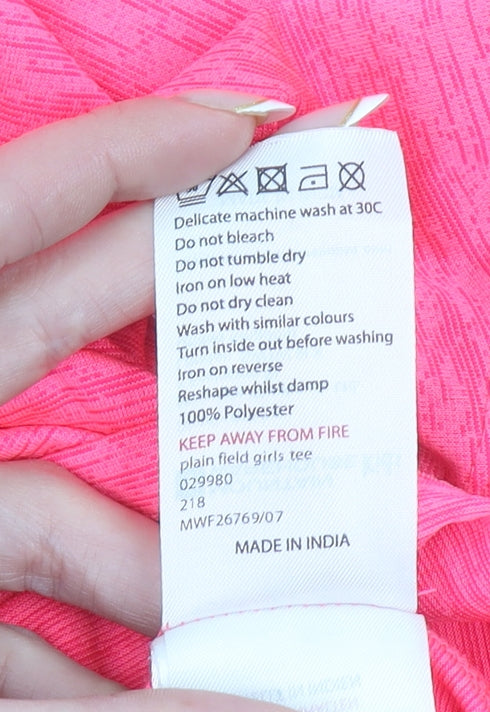 Delicate machine wash at 30C
Do not bleach
Do not tumble dry
Iron on low heat
Do not dry clean
Wash with similar colours
Turn inside out before washing
Iron on reverse
Reshape whilst damp
100% Polyester
KEEP AWAY FROM FIRE
plain field girls tee
029980
218
MWF26769/07
MADE IN INDIA